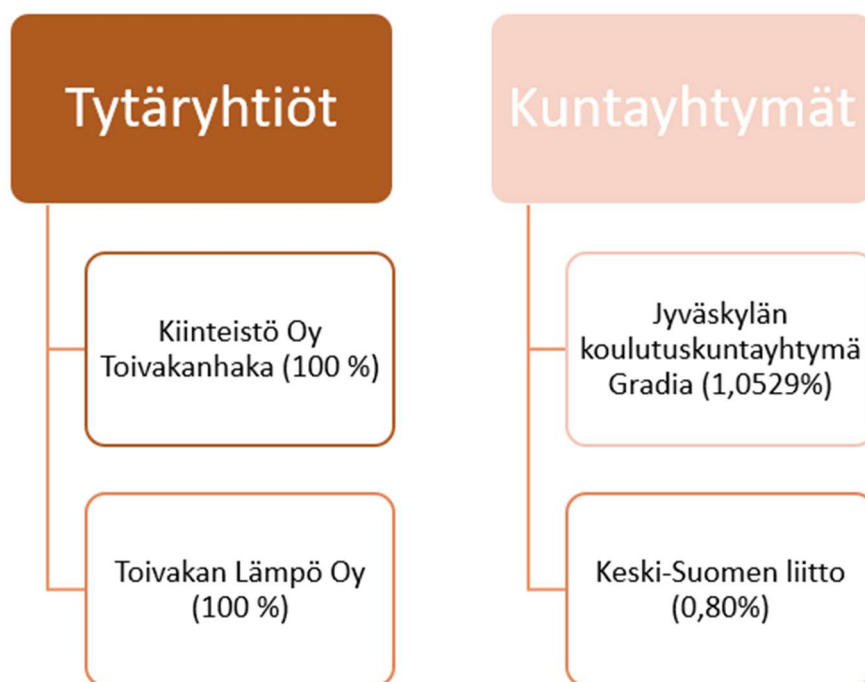 Tytäryhtiöt
Kiinteistö Oy
Toivakanhaka (100 %)
Toivakan Lämpö Oy
(100 %)
Kuntayhtymät
Jyväskylän
koulutuskuntayhtymä
Gradia (1,0529%)
Keski-Suomen liitto
(0,80%)